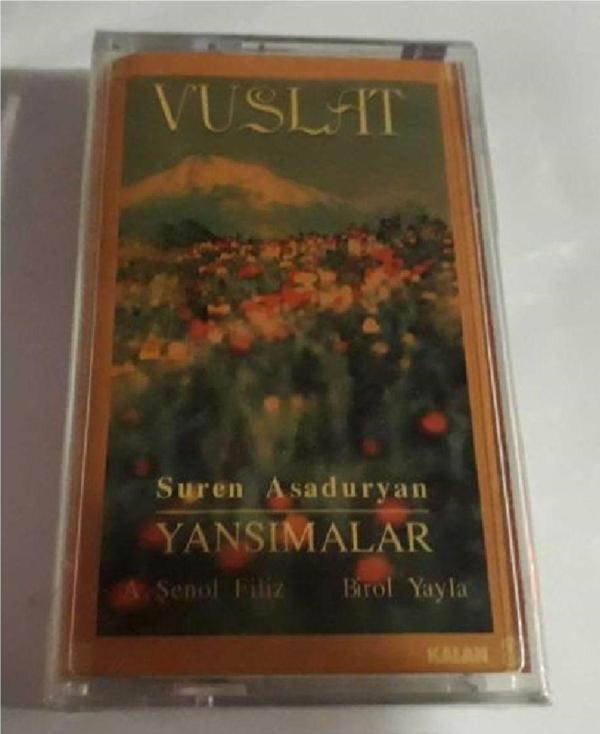 VUSLAT
Suren Asaduryan
YANSIMALAR
A. Şenol Filiz Birol Yayla
KALAN